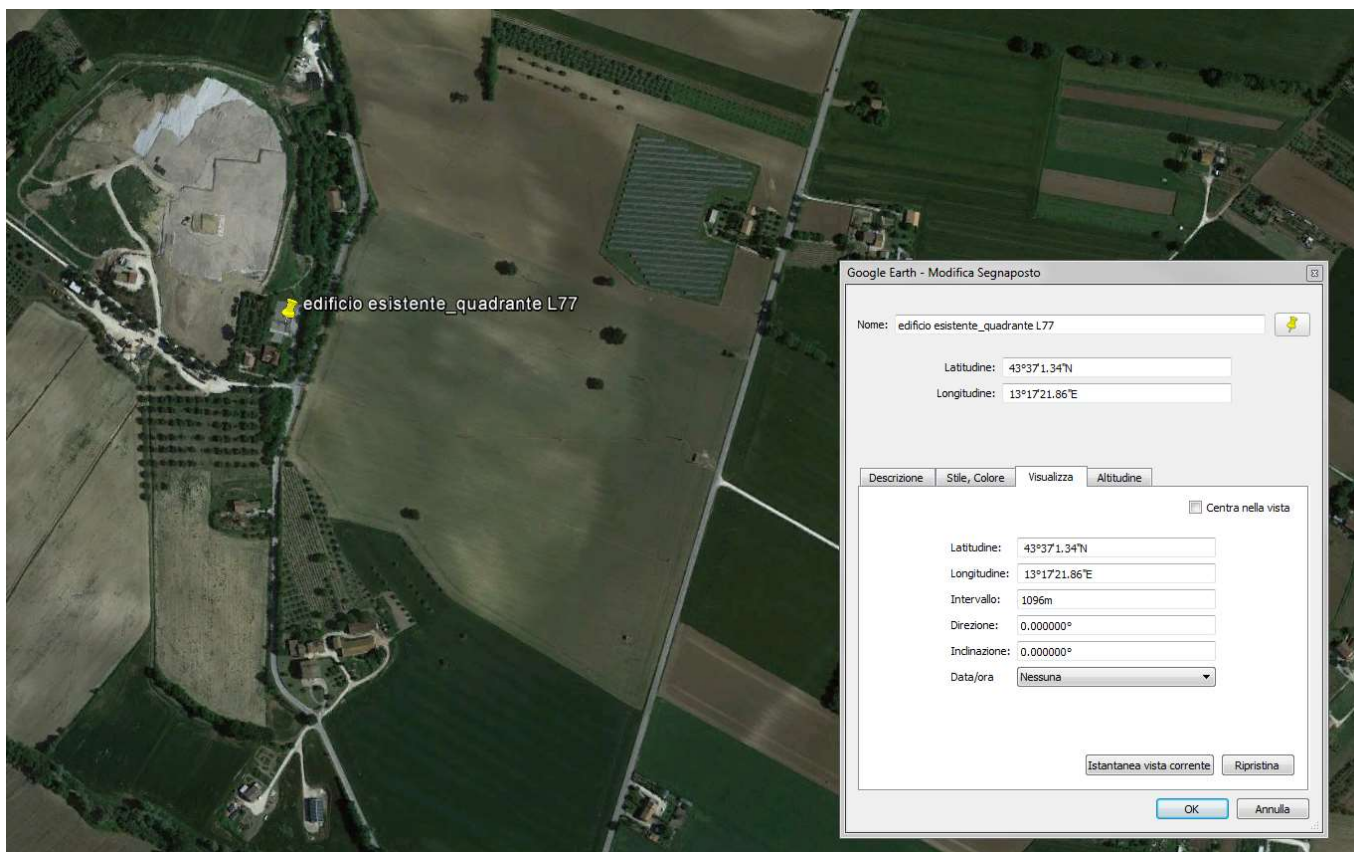 edificio esistente_quadrante L77
Google Earth - Modifica Segnaposto
Nome: edificio esistente_quadrante L77
Latitudine: 43°37'1.34"N
Longitudine: 13°17'21.86"E
Descrizione Stile, Colore Visualizza Altitudine
Centra nella vista
Latitudine: 43°37'1.34"N
Longitudine: 13°17'21.86"E
Intervallo: 1096m
Direzione: 0.000000°
Inclinazione: 0.000000°
Data/ora Nessuna
Istantanea vista corrente Ripristina
OK Annulla